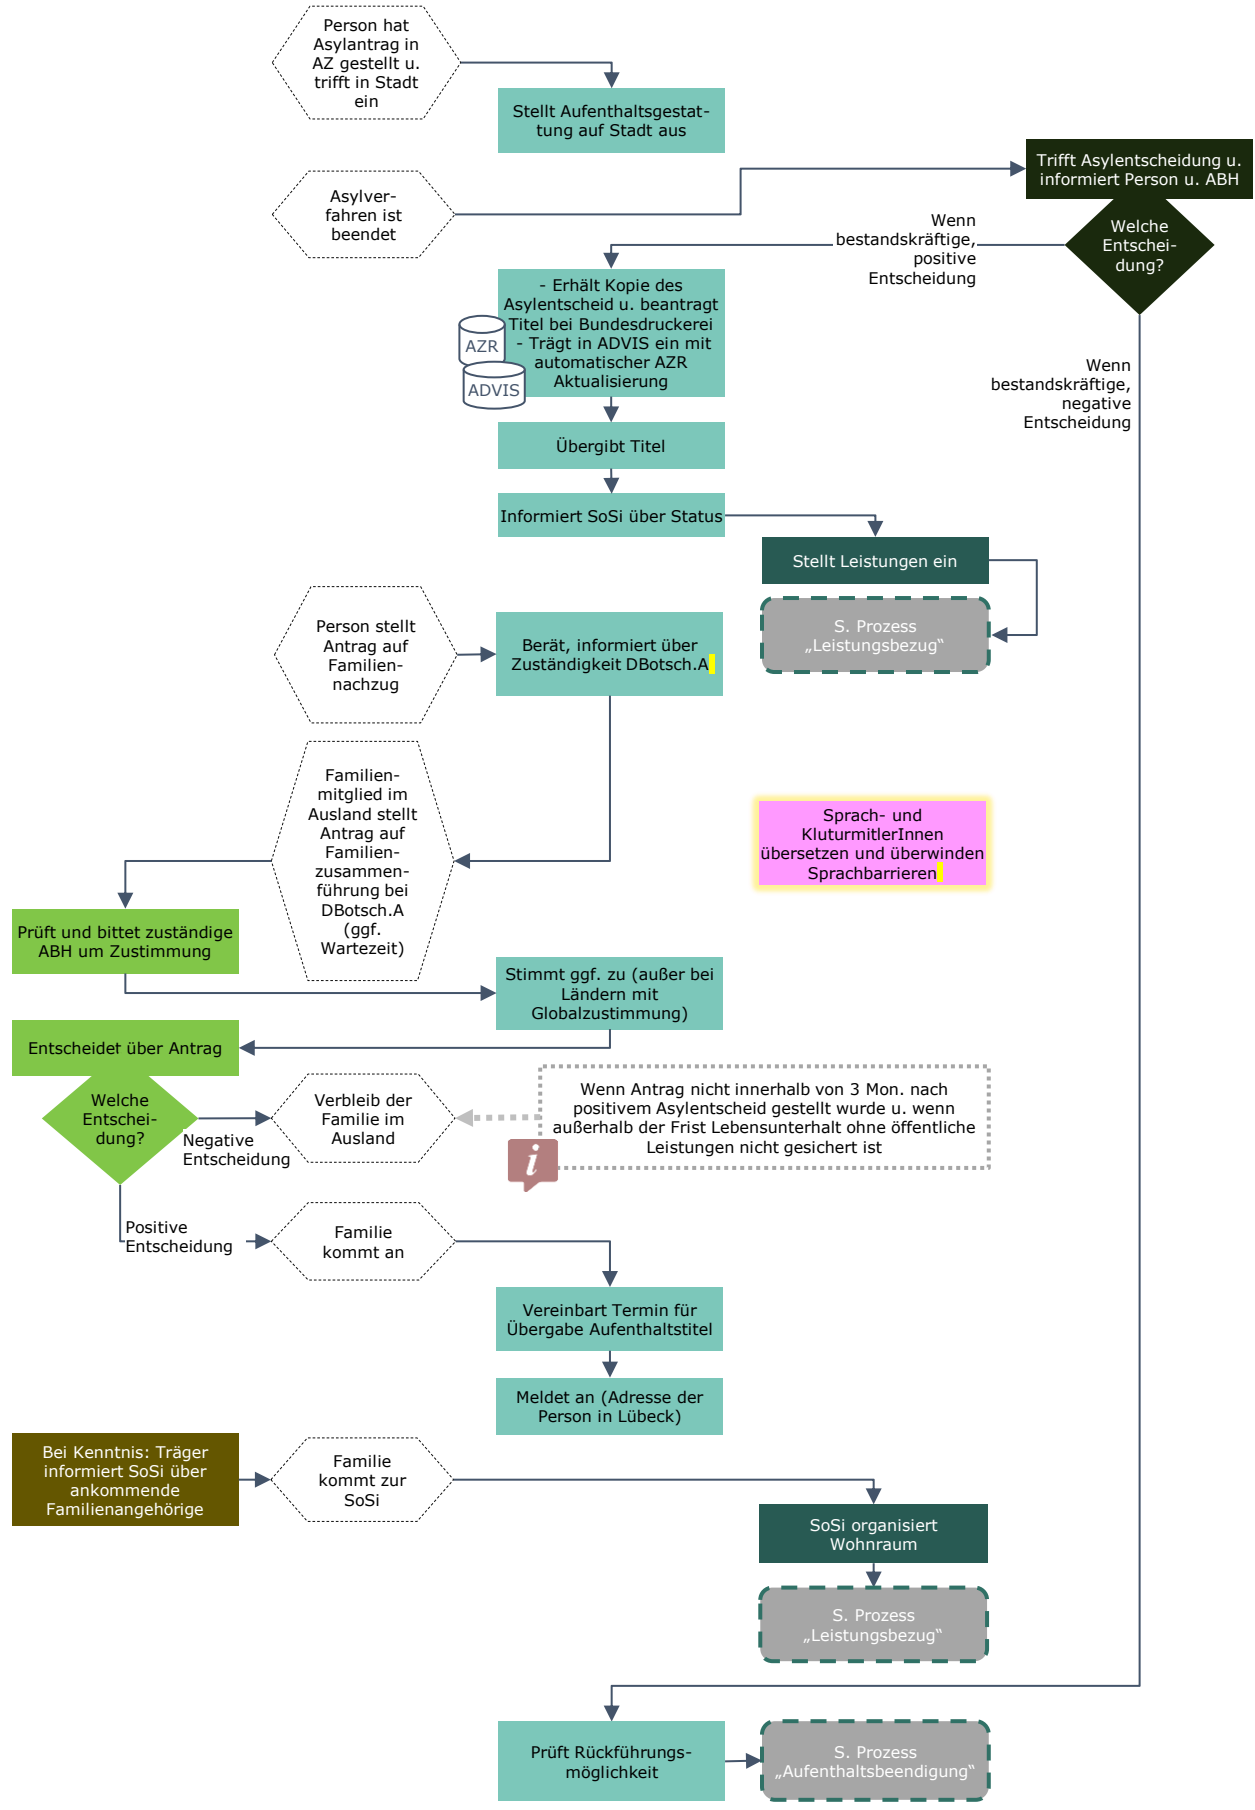 Person hat
Asylantrag in
AZ gestellt u.
trifft in Stadt
ein
Stellt Aufenthaltsgestat-
tung auf Stadt aus
Trifft Asylentscheidung u.
informiert Person u. ABH
Asylver-
fahren ist
beendet
Welche
Entschei-
dung?
Wenn
bestandskräftige,
positive
Entscheidung
- Erhält Kopie des
Asylentscheid u. beantragt
Titel bei Bundesdruckerei
- Trägt in ADVIS ein mit
automatischer AZR
Aktualisierung
AZR
ADVIS
Wenn
bestandskräftige,
negative
Entscheidung
Übergibt Titel
Informiert SoSi über Status
Stellt Leistungen ein
S. Prozess
„Leistungsbezug“
Person stellt
Antrag auf
Familien-
nachzug
Berät, informiert über
Zuständigkeit DBotsch.A
Familien-
mitglied im
Ausland stellt
Antrag auf
Familien-
zusammen-
führung bei
DBotsch.A
(ggf.
Wartezeit)
Sprach- und
KluturmitlerInnen
übersetzen und überwinden
Sprachbarrieren
Prüft und bittet zuständige
ABH um Zustimmung
Stimmt ggf. zu (außer bei
Ländern mit
Globalzustimmung)
Entscheidet über Antrag
Welche
Entschei-
dung?
Negative
Entscheidung
Verbleib der
Familie im
Ausland
Wenn Antrag nicht innerhalb von 3 Mon. nach
positivem Asylentscheid gestellt wurde u. wenn
außerhalb der Frist Lebensunterhalt ohne öffentliche
Leistungen nicht gesichert ist
i
Positive
Entscheidung
Familie
kommt an
Vereinbart Termin für
Übergabe Aufenthaltstitel
Meldet an (Adresse der
Person in Lübeck)
Bei Kenntnis: Träger
informiert SoSi über
ankommende
Familienangehörige
Familie
kommt zur
SoSi
SoSi organisiert
Wohnraum
S. Prozess
„Leistungsbezug“
Prüft Rückführungs-
möglichkeit
S. Prozess
„Aufenthaltsbeendigung“